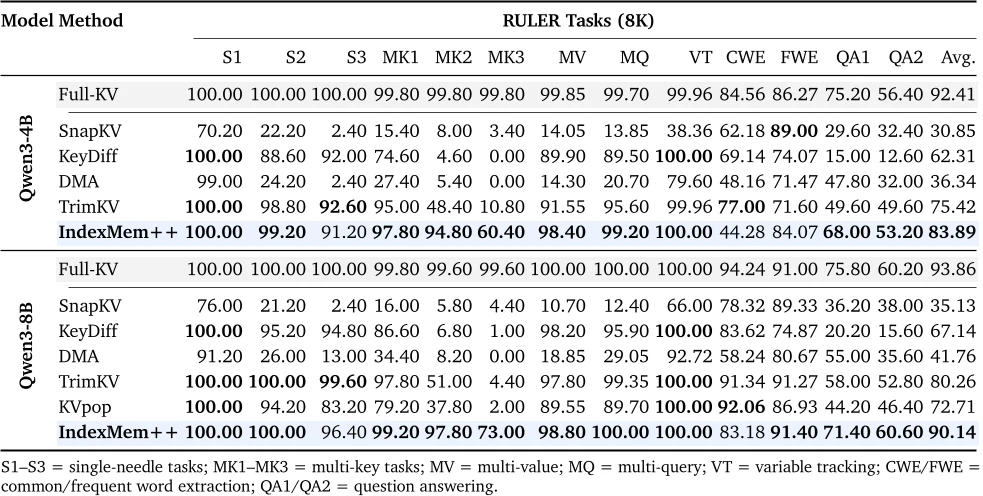 Model Method RULER Tasks (8K)
S1 S2 S3 MK1 MK2 MK3 MV MQ VT CWE FWE QA1 QA2 Avg.
Qwen3-4B
Full-KV 100.00 100.00 100.00 99.80 99.80 99.80 99.85 99.70 99.96 84.56 86.27 75.20 56.40 92.41
SnapKV 70.20 22.20 2.40 15.40 8.00 3.40 14.05 13.85 38.36 62.18 89.00 29.60 32.40 30.85
KeyDiff 100.00 88.60 92.00 74.60 4.60 0.00 89.90 89.50 100.00 69.14 74.07 15.00 12.60 62.31
DMA 99.00 24.20 2.40 27.40 5.40 0.00 14.30 20.70 79.60 48.16 71.47 47.80 32.00 36.34
TrimKV 100.00 98.80 92.60 95.00 48.40 10.80 91.55 95.60 99.96 77.00 71.60 49.60 49.60 75.42
IndexMem++ 100.00 99.20 91.20 97.80 94.80 60.40 98.40 99.20 100.00 44.28 84.07 68.00 53.20 83.89
Qwen3-8B
Full-KV 100.00 100.00 100.00 99.80 99.60 99.60 100.00 100.00 100.00 94.24 91.00 75.80 60.20 93.86
SnapKV 76.00 21.20 2.40 16.00 5.80 4.40 10.70 12.40 66.00 78.32 89.33 36.20 38.00 35.13
KeyDiff 100.00 95.20 94.80 86.60 6.80 1.00 98.20 95.90 100.00 83.62 74.87 20.20 15.60 67.14
DMA 91.20 26.00 13.00 34.40 8.20 0.00 18.85 29.05 92.72 58.24 80.67 55.00 35.60 41.76
TrimKV 100.00 100.00 99.60 97.80 51.00 4.40 97.80 99.35 100.00 91.34 91.27 58.00 52.80 80.26
KVpop 100.00 94.20 83.20 79.20 37.80 2.00 89.55 89.70 100.00 92.06 86.93 44.20 46.40 72.71
IndexMem++ 100.00 100.00 96.40 99.20 97.80 73.00 98.80 100.00 100.00 83.18 91.40 71.40 60.60 90.14
S1–S3 = single-needle tasks; MK1–MK3 = multi-key tasks; MV = multi-value; MQ = multi-query; VT = variable tracking; CWE/FWE =
common/frequent word extraction; QA1/QA2 = question answering.